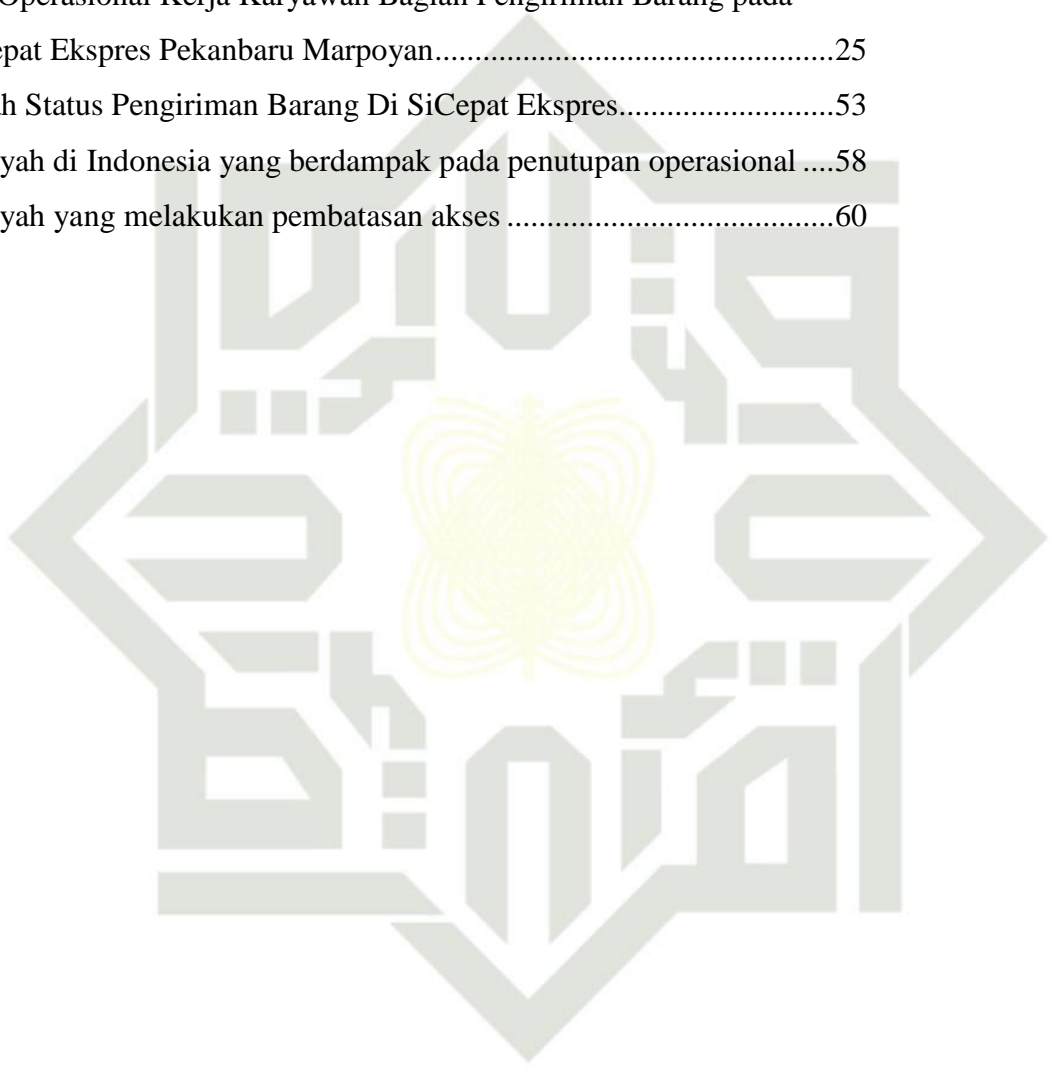 Operasional Kerja Karyawan Bagian Pengiriman Barang pada
epat Ekspres Pekanbaru Marpoyan..............................................25
ah Status Pengiriman Barang Di SiCepat Ekspres.........................53
yah di Indonesia yang berdampak pada penutupan operasional ....58
yah yang melakukan pembatasan akses ......................................60